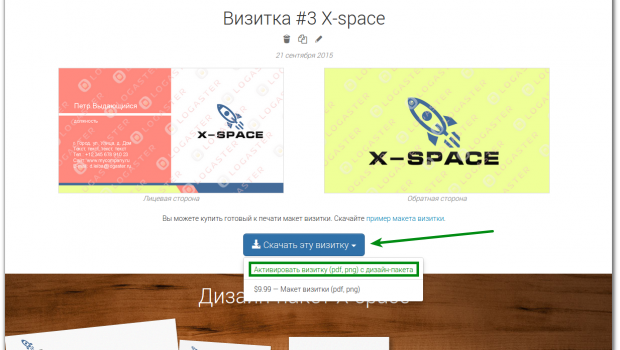 Визитка #3 X-space
21 сентября 2015
Петр Выдающийся
X-SPACE
X-SPACE
Лицевая сторона
Обратная сторона
Вы можете купить готовый к печати макет визитки. Скачайте пример макета визитки.
Скачать эту визитку
Активировать визитку (pdf, png) с дизайн-пакета
$9.99 — Макет визитки (pdf, png)
Дизайн-пакет X-space